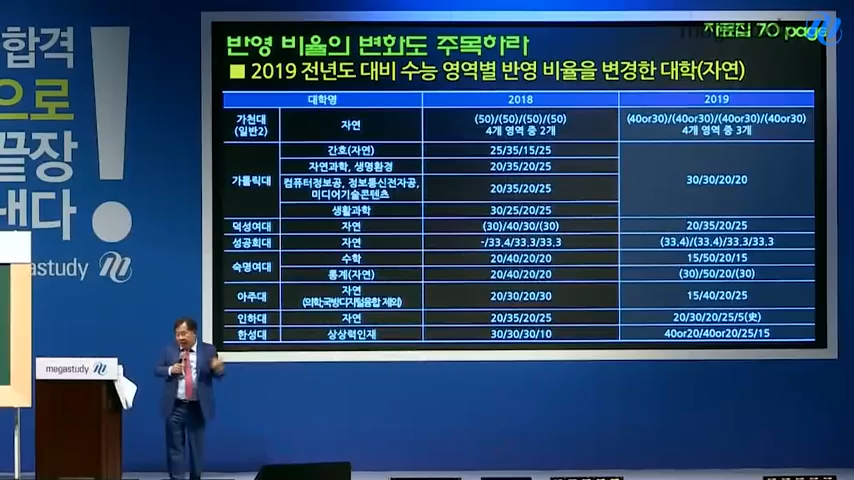 합격
으로
끝장
낸다!
megastudy
자료집 70 page
반영 비율의 변화도 주목하라
■ 2019 전년도 대비 수능 영역별 반영 비율을 변경한 대학(자연)
대학명 2018 2019
가천대 (일반2) 자연 (50)/(50)/(50)/(50) 4개 영역 중 2개 (40or30)/(40or30)/(40or30)/(40or30) 4개 영역 중 3개
가톨릭대 간호(자연) 25/35/15/25 30/30/20/20
자연과학, 생명환경 20/35/20/25
컴퓨터정보공, 정보통신전자공, 미디어기술콘텐츠 20/35/20/25
생활과학 30/25/20/25
덕성여대 자연 (30)/40/30/(30) 20/35/20/25
성공회대 자연 -/33.4/33.3/33.3 (33.4)/(33.4)/33.3/33.3
숙명여대 수학 20/40/20/20 15/50/20/15
통계(자연) 20/40/20/20 (30)/50/20/(30)
아주대 자연 (의학,국방디지털융합 제외) 20/30/20/30 15/40/20/25
인하대 자연 20/35/20/25 20/30/20/25/5(史)
한성대 상상력인재 30/30/30/10 40or20/40or20/25/15
megastudy